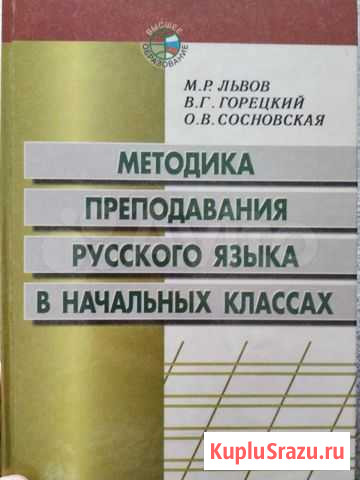 ВЫСШЕЕ
ОБРАЗОВАНИЕ
М.Р. ЛЬВОВ
В.Г. ГОРЕЦКИЙ
О.В. СОСНОВСКАЯ
МЕТОДИКА
ПРЕПОДАВАНИЯ
РУССКОГО ЯЗЫКА
В НАЧАЛЬНЫХ КЛАССАХ
KupluSrazu.ru